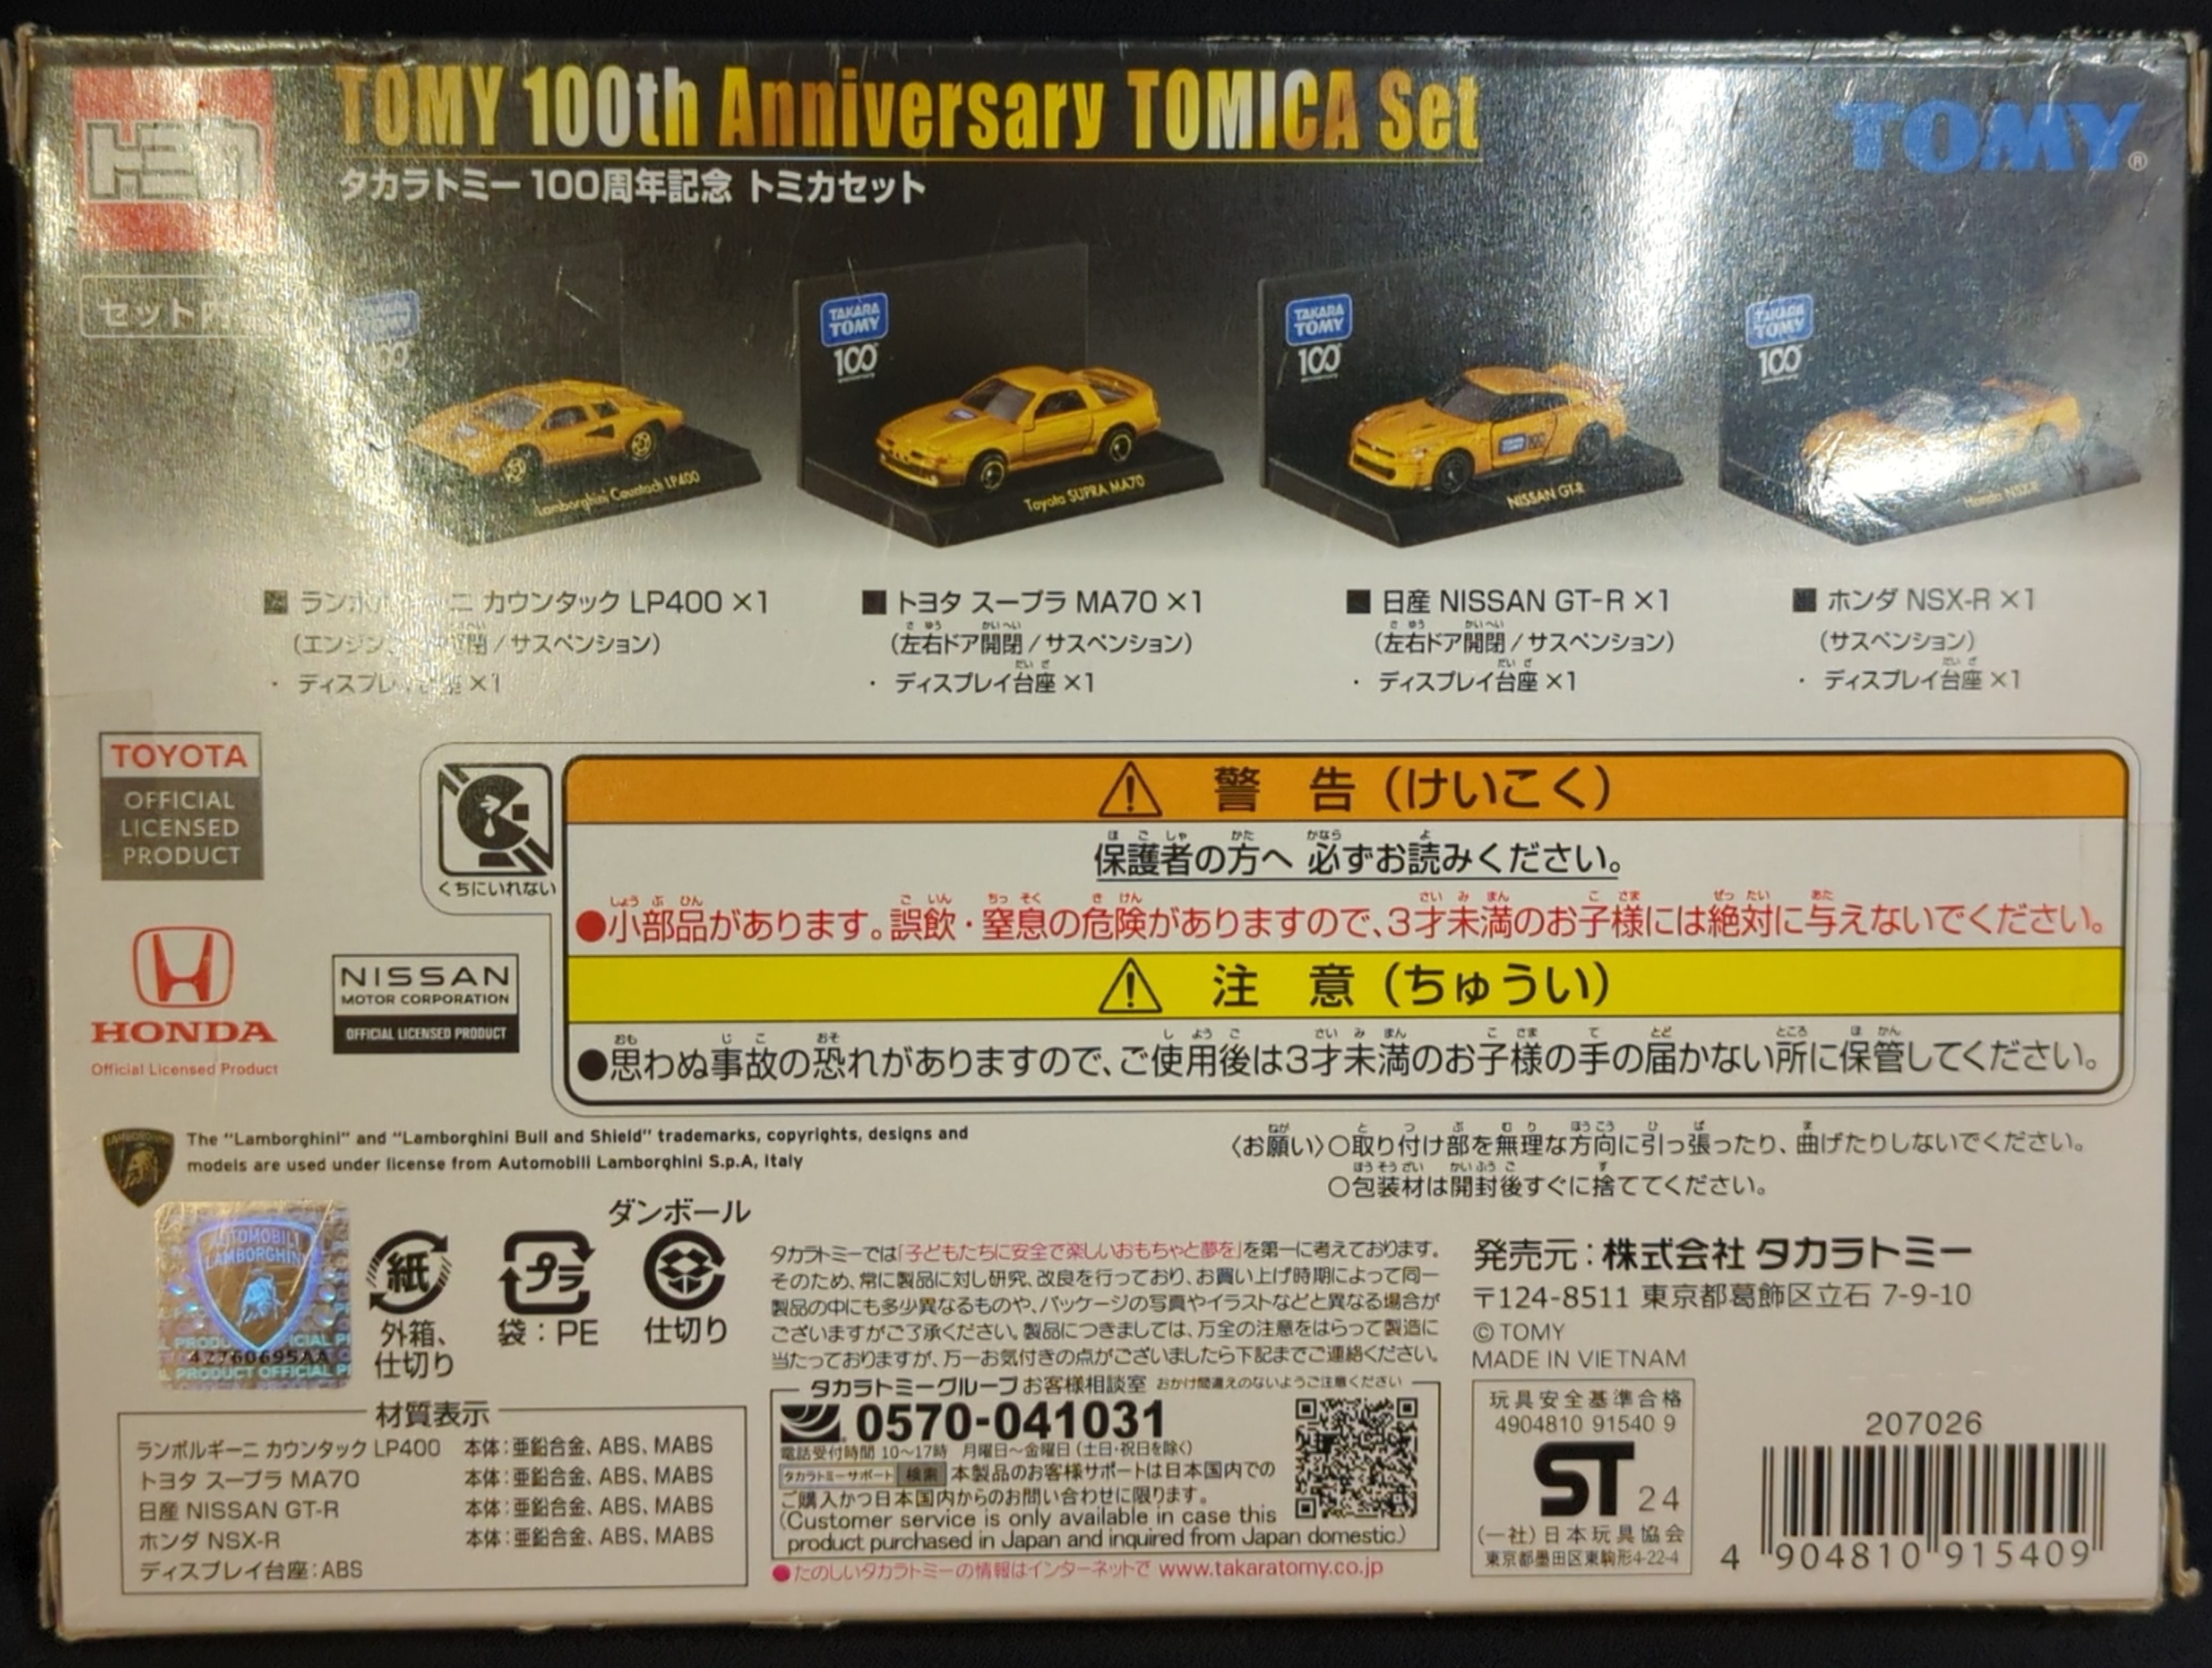 トミカ
TOMY 100th Anniversary TOMICA Set
タカラトミー 100周年記念 トミカセット
TOMY®
セット内
TAKARA TOMY
100
Lamborghini Countach LP400
TAKARA TOMY
100
Toyota SUPRA MA70
TAKARA TOMY
100
NISSAN GT-R
TAKARA TOMY
100
Honda NSX-R
■ ランボ ニ カウンタック LP400 ×1
(エンジン 閉/サスペンション)
・ ディスプレイ ×1
■ トヨタ スープラ MA70 ×1
(左右ドア開閉/サスペンション)
・ ディスプレイ台座 ×1
■ 日産 NISSAN GT-R ×1
(左右ドア開閉/サスペンション)
・ ディスプレイ台座 ×1
■ ホンダ NSX-R ×1
(サスペンション)
・ ディスプレイ台座 ×1
TOYOTA
OFFICIAL
LICENSED
PRODUCT
HONDA
Official Licensed Product
NISSAN
MOTOR CORPORATION
OFFICIAL LICENSED PRODUCT
くちにいれない
⚠ 警 告(けいこく)
保護者の方へ 必ずお読みください。
●小部品があります。誤飲・窒息の危険がありますので、3才未満のお子様には絶対に与えないでください。
⚠ 注 意(ちゅうい)
●思わぬ事故の恐れがありますので、ご使用後は3才未満のお子様の手の届かない所に保管してください。
The "Lamborghini" and "Lamborghini Bull and Shield" trademarks, copyrights, designs and
models are used under license from Automobili Lamborghini S.p.A, Italy
〈お願い〉○取り付け部を無理な方向に引っ張ったり、曲げたりしないでください。
○包装材は開封後すぐに捨ててください。
AUTOMOBILI
LAMBORGHINI
42760695AA
PRODUCT OFFICIAL
紙
外箱、
仕切り
プラ
袋:PE
ダンボール
仕切り
タカラトミーでは「子どもたちに安全で楽しいおもちゃと夢を」を第一に考えております。
そのため、常に製品に対し研究、改良を行っており、お買い上げ時期によって同一
製品の中にも多少異なるものや、パッケージの写真やイラストなどと異なる場合が
ございますがご了承ください。製品につきましては、万全の注意をはらって製造に
当たっておりますが、万一お気付きの点がございましたら下記までご連絡ください。
タカラトミーグループ お客様相談室 おかけ間違えのないようご注意ください
0570-041031
電話受付時間 10〜17時 月曜日〜金曜日(土日・祝日を除く)
タカラトミーサポート 検索 本製品のお客様サポートは日本国内での
ご購入かつ日本国内からのお問い合わせに限ります。
(Customer service is only available in case this
product purchased in Japan and inquired from Japan domestic.)
●たのしいタカラトミーの情報はインターネットで www.takaratomy.co.jp
発売元:株式会社 タカラトミー
〒124-8511 東京都葛飾区立石 7-9-10
© TOMY
MADE IN VIETNAM
玩具安全基準合格
4904810 91540 9
ST 24
(一社)日本玩具協会
東京都墨田区東駒形4-22-4
207026
4 904810 915409
材質表示
ランボルギーニ カウンタック LP400 本体:亜鉛合金、ABS、MABS
トヨタ スープラ MA70 本体:亜鉛合金、ABS、MABS
日産 NISSAN GT-R 本体:亜鉛合金、ABS、MABS
ホンダ NSX-R 本体:亜鉛合金、ABS、MABS
ディスプレイ台座:ABS